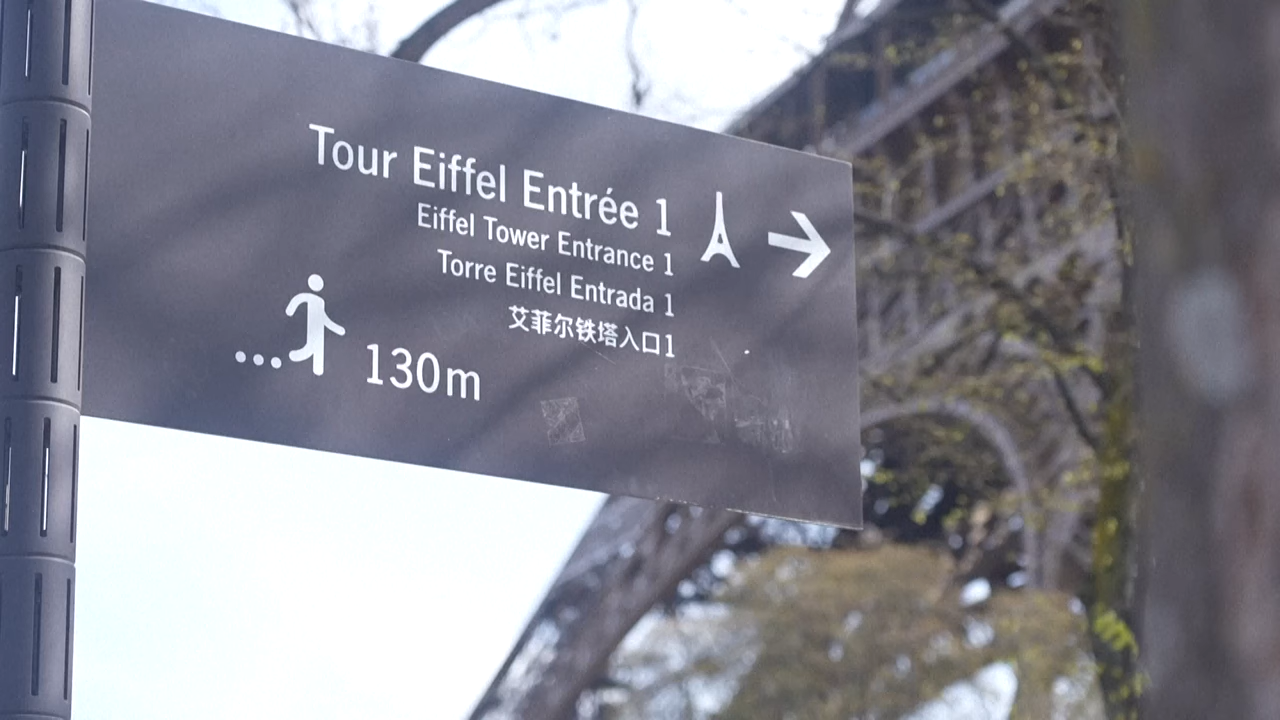 Tour Eiffel Entrée 1
Eiffel Tower Entrance 1
Torre Eiffel Entrada 1
艾菲尔铁塔入口1
130m